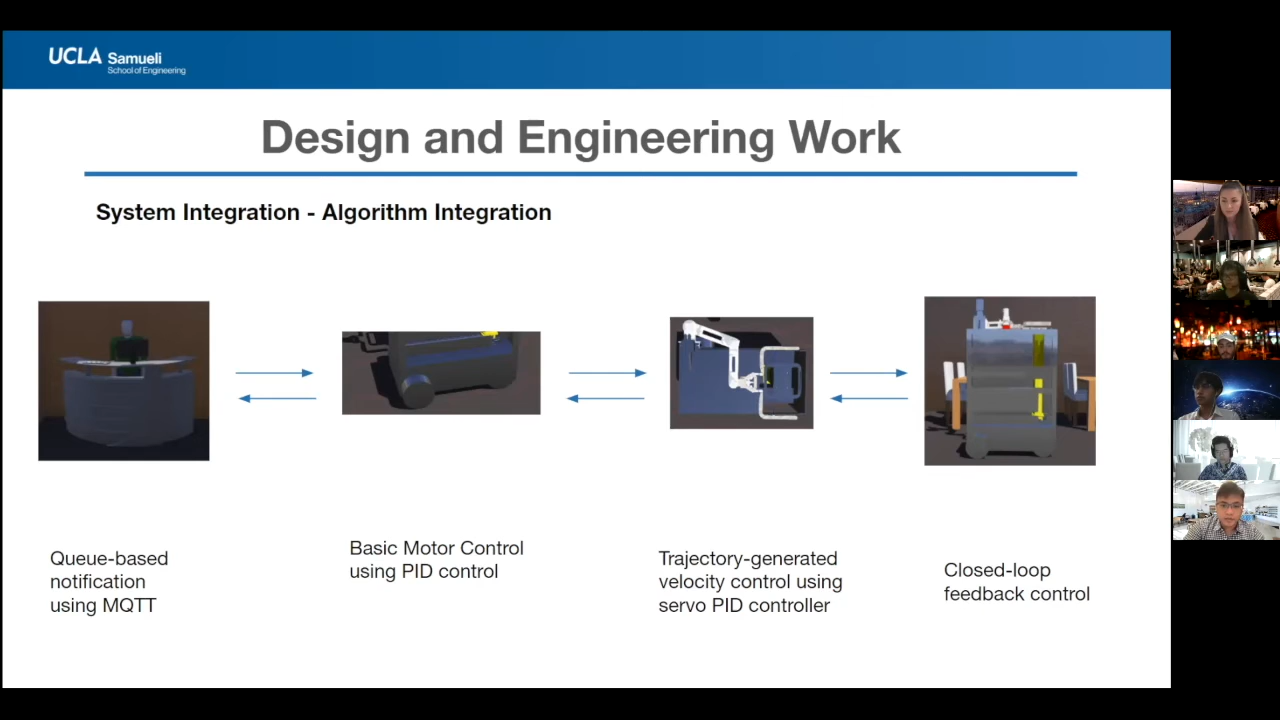 UCLA Samueli
School of Engineering
Design and Engineering Work
System Integration - Algorithm Integration
Queue-based
notification
using MQTT
Basic Motor Control
using PID control
Trajectory-generated
velocity control using
servo PID controller
Closed-loop
feedback control